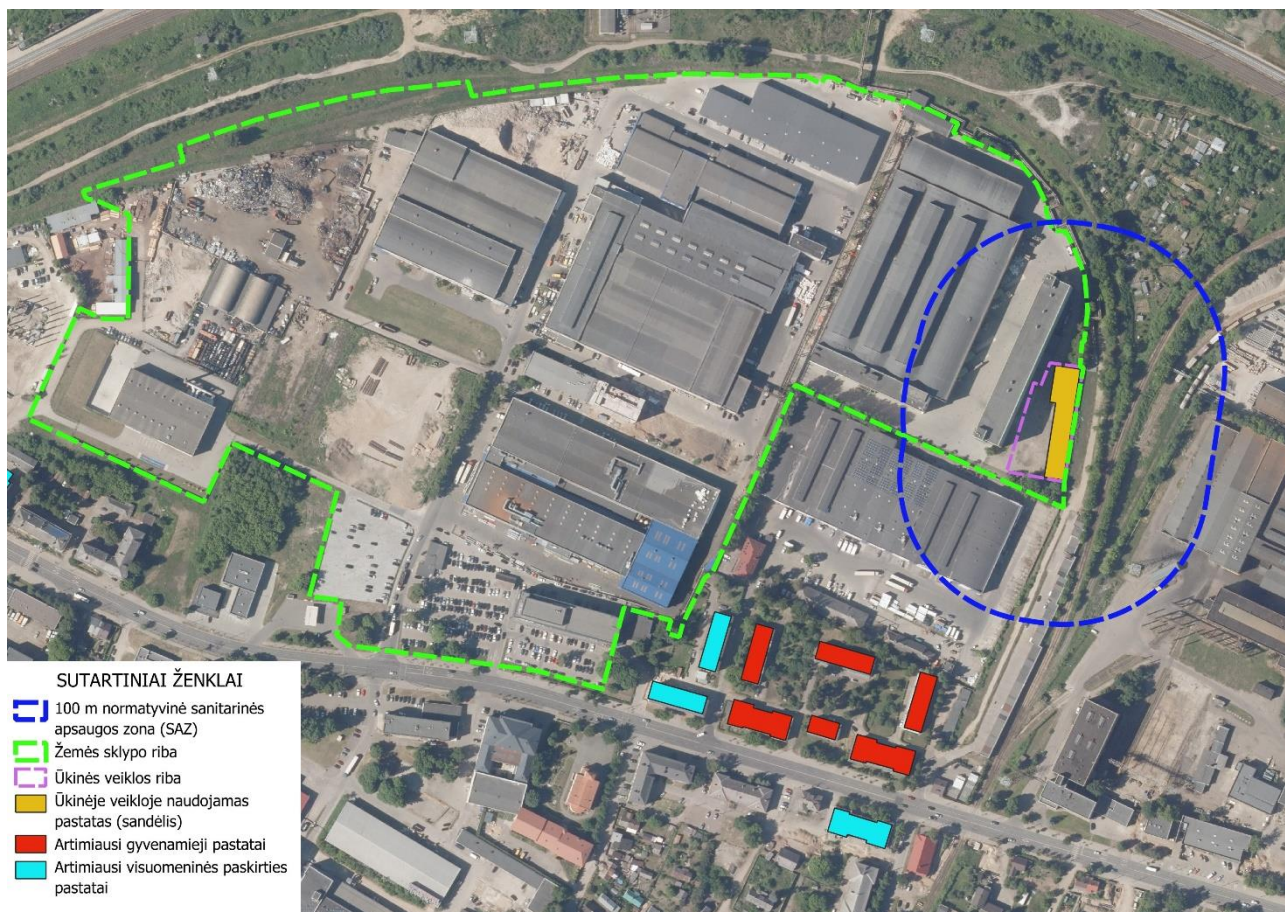 SUTARTINIAI ŽENKLAI
100 m normatyvinė sanitarinės
apsaugos zona (SAZ)
Žemės sklypo riba
Ūkinės veiklos riba
Ūkinėje veikloje naudojamas
pastatas (sandėlis)
Artimiausi gyvenamieji pastatai
Artimiausi visuomeninės paskirties
pastatai